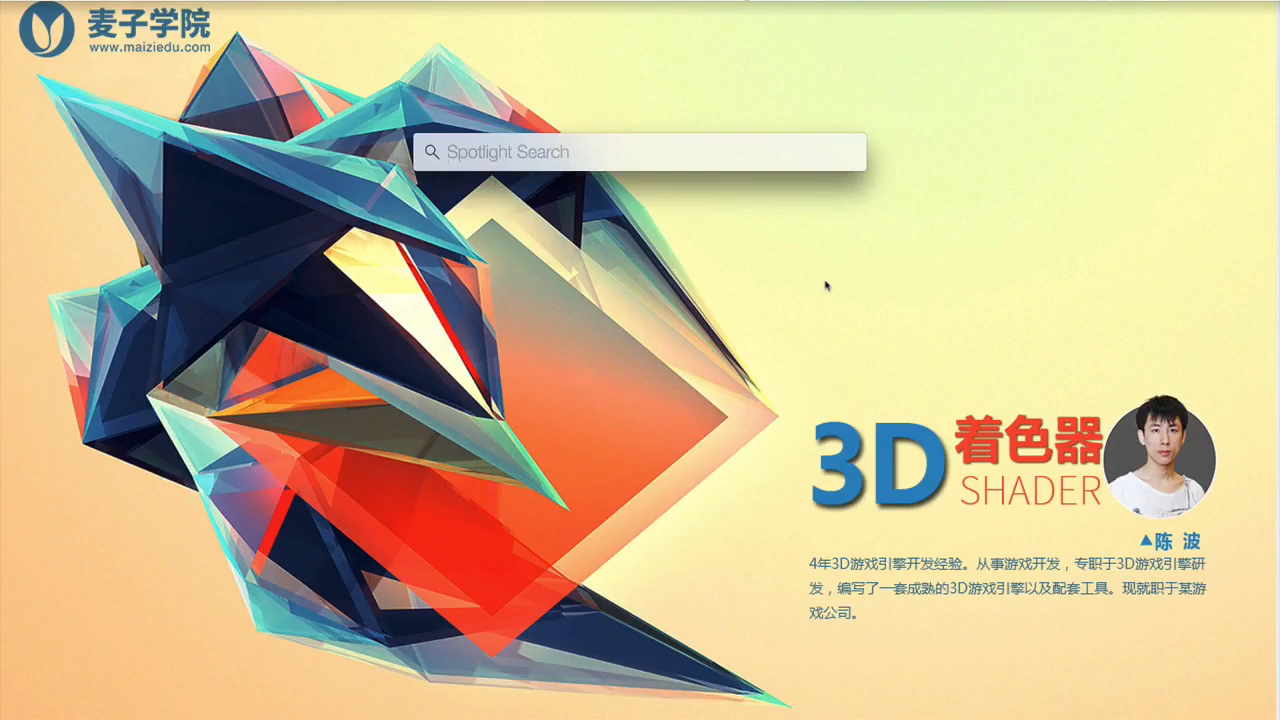 麦子学院
www.maiziedu.com
Spotlight Search
3D
着色器
SHADER
▲陈 波
4年3D游戏引擎开发经验。从事游戏开发，专职于3D游戏引擎研
发，编写了一套成熟的3D游戏引擎以及配套工具。现就职于某游
戏公司。